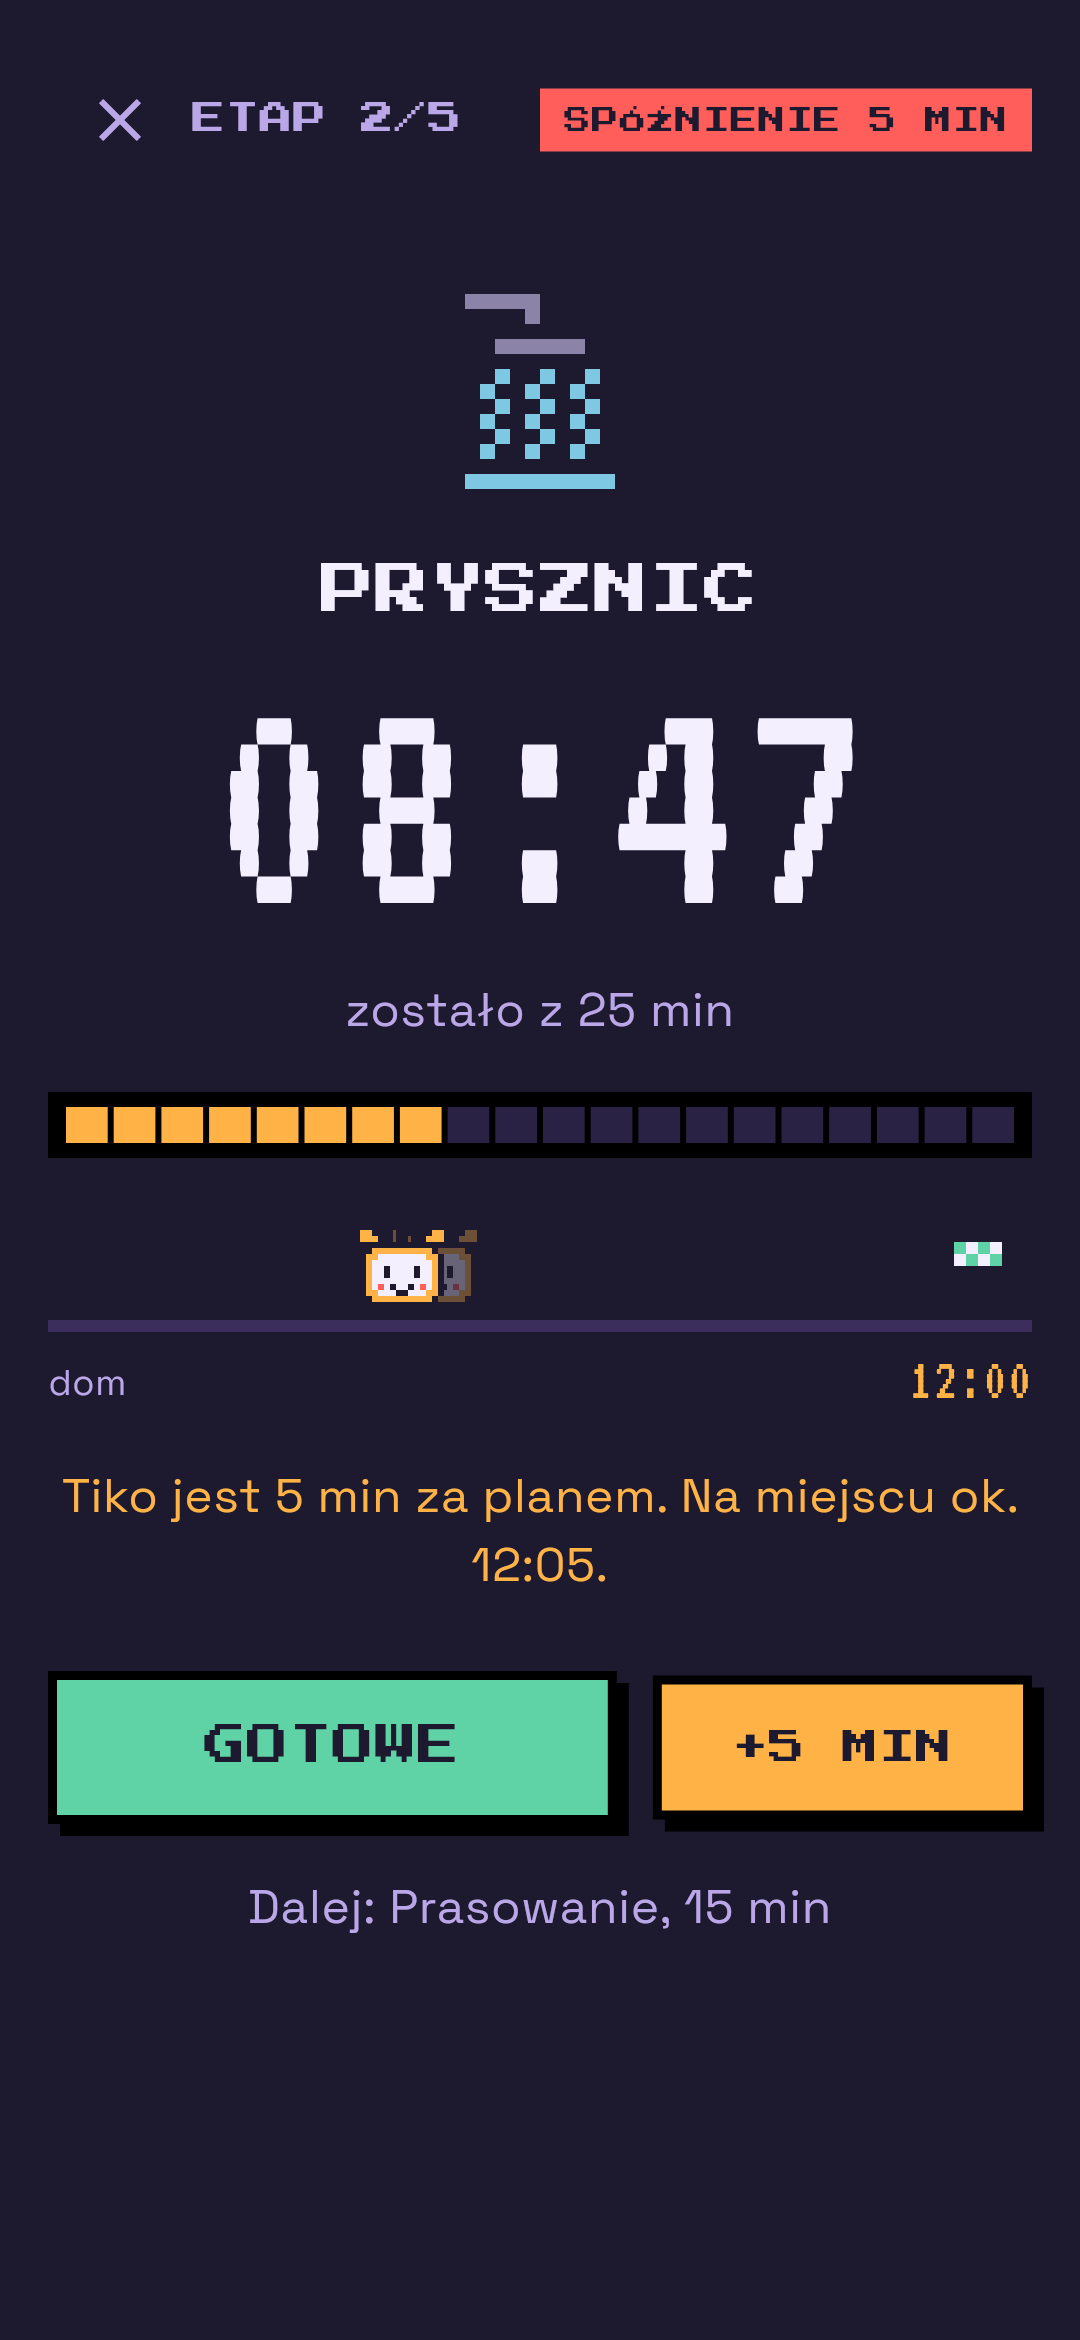 ETAP 2/5
SPóźNIENIE 5 MIN
PRYSZNIC
08:47
zostało z 25 min
dom
12:00
Tiko jest 5 min za planem. Na miejscu ok.
12:05.
GOTOWE
+5 MIN
Dalej: Prasowanie, 15 min